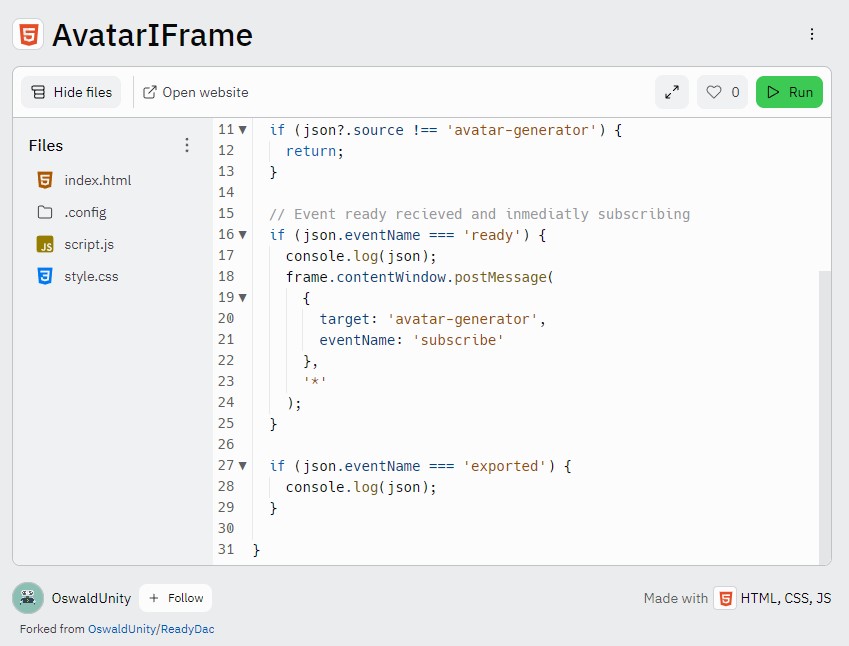 AvatarIFrame
Hide files
Open website
0
Run
Files
index.html
.config
script.js
style.css
11 if (json?.source !== 'avatar-generator') {
12 return;
13 }
14
15 // Event ready recieved and inmediatly subscribing
16 if (json.eventName === 'ready') {
17 console.log(json);
18 frame.contentWindow.postMessage(
19 {
20 target: 'avatar-generator',
21 eventName: 'subscribe'
22 },
23 '*'
24 );
25 }
26
27 if (json.eventName === 'exported') {
28 console.log(json);
29 }
30
31 }
OswaldUnity
+ Follow
Made with HTML, CSS, JS
Forked from OswaldUnity/ReadyDac